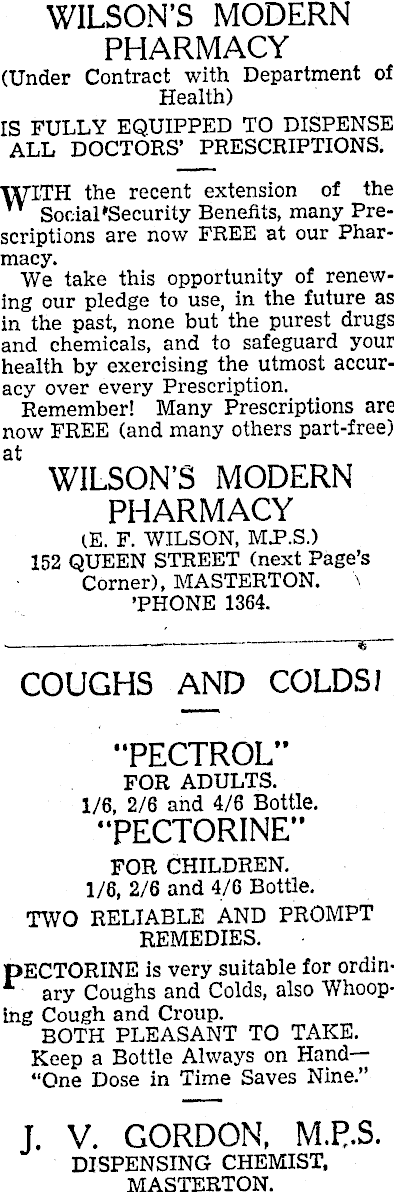 WILSON'S MODERN
PHARMACY
(Under Contract with Department of
Health)
IS FULLY EQUIPPED TO DISPENSE
ALL DOCTORS' PRESCRIPTIONS.
WITH the recent extension of the
Social Security Benefits, many Pre-
scriptions are now FREE at our Phar-
macy.
We take this opportunity of renew-
ing our pledge to use, in the future as
in the past, none but the purest drugs
and chemicals, and to safeguard your
health by exercising the utmost accur-
acy over every Prescription.
Remember! Many Prescriptions are
now FREE (and many others part-free)
at
WILSON'S MODERN
PHARMACY
(E. F. WILSON, M.P.S.)
152 QUEEN STREET (next Page's
Corner), MASTERTON.
'PHONE 1364.
COUGHS AND COLDS!
"PECTROL"
FOR ADULTS.
1/6, 2/6 and 4/6 Bottle.
"PECTORINE"
FOR CHILDREN.
1/6, 2/6 and 4/6 Bottle.
TWO RELIABLE AND PROMPT
REMEDIES.
PECTORINE is very suitable for ordin-
ary Coughs and Colds, also Whoop-
ing Cough and Croup.
BOTH PLEASANT TO TAKE.
Keep a Bottle Always on Hand—
"One Dose in Time Saves Nine."
J. V. GORDON, M.P.S.
DISPENSING CHEMIST,
MASTERTON.